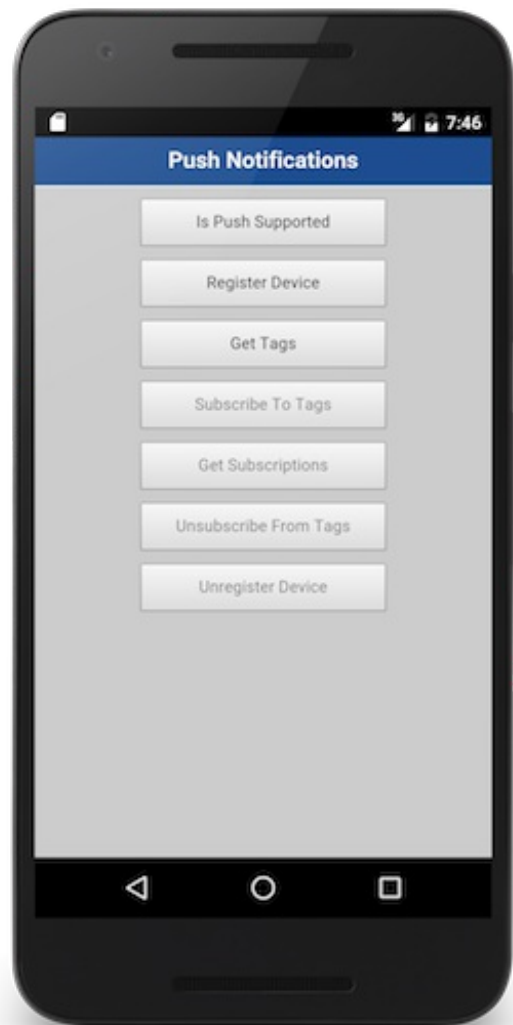 3G 7:46
Push Notifications
Is Push Supported
Register Device
Get Tags
Subscribe To Tags
Get Subscriptions
Unsubscribe From Tags
Unregister Device